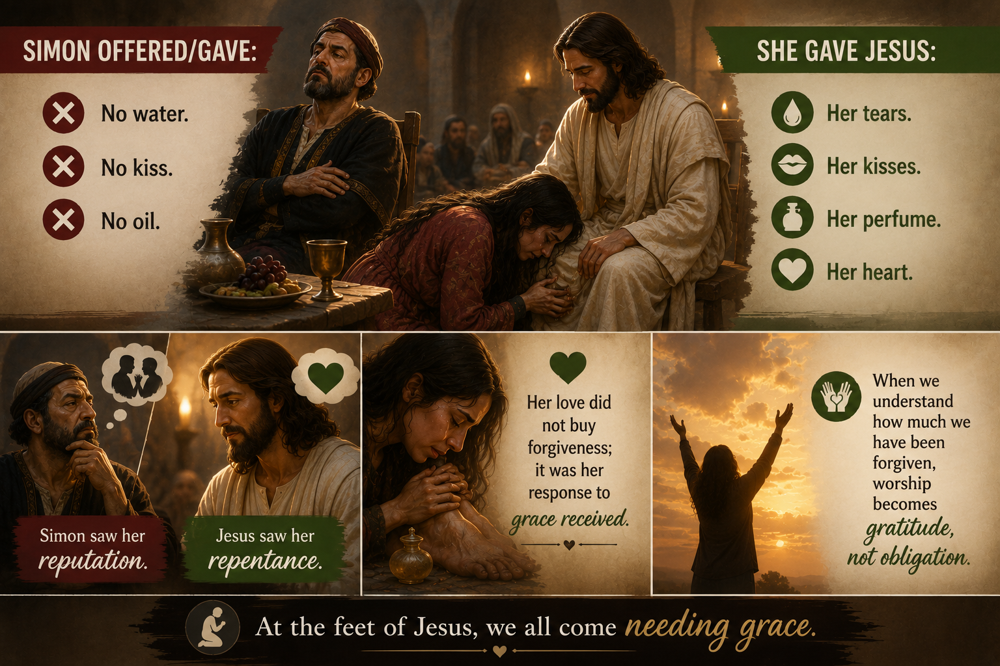 SIMON OFFERED/GAVE:
No water.
No kiss.
No oil.
SHE GAVE JESUS:
Her tears.
Her kisses.
Her perfume.
Her heart.
Simon saw her
reputation.
Jesus saw her
repentance.
Her love did
not buy
forgiveness;
it was her
response to
grace received.
When we
understand
how much we
have been
forgiven,
worship
becomes
gratitude,
not obligation.
At the feet of Jesus, we all come needing grace.